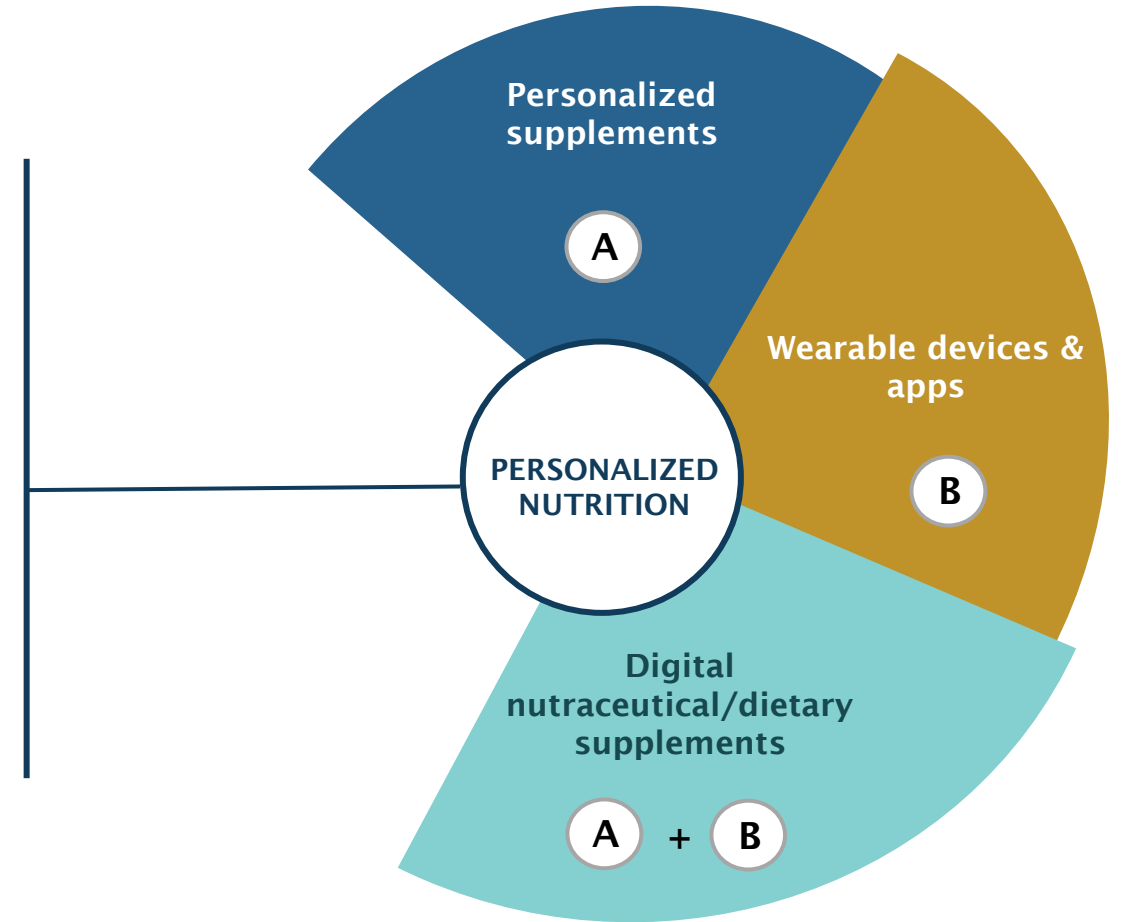 Personalized
supplements
A
Wearable devices &
apps
B
PERSONALIZED
NUTRITION
Digital
nutraceutical/dietary
supplements
A + B